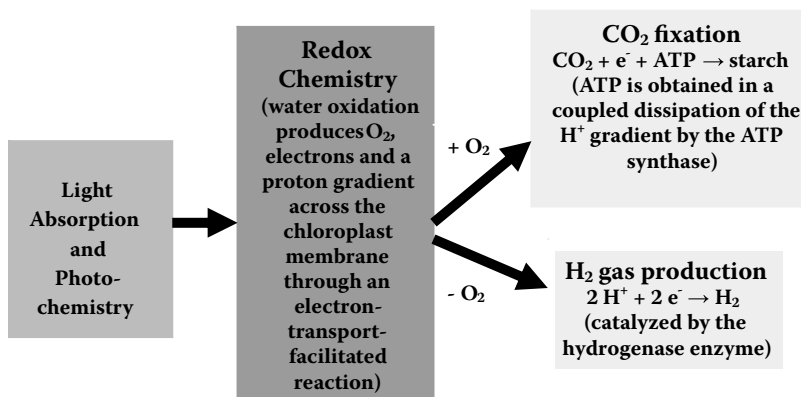 Light
Absorption
and
Photo-
chemistry
Redox
Chemistry
(water oxidation
produces O₂,
electrons and a
proton gradient
across the
chloroplast
membrane
through an
electron-
transport-
facilitated
reaction)
+ O₂
- O₂
CO₂ fixation
CO₂ + e⁻ + ATP → starch
(ATP is obtained in a
coupled dissipation of the
H⁺ gradient by the ATP
synthase)
H₂ gas production
2 H⁺ + 2 e⁻ → H₂
(catalyzed by the
hydrogenase enzyme)